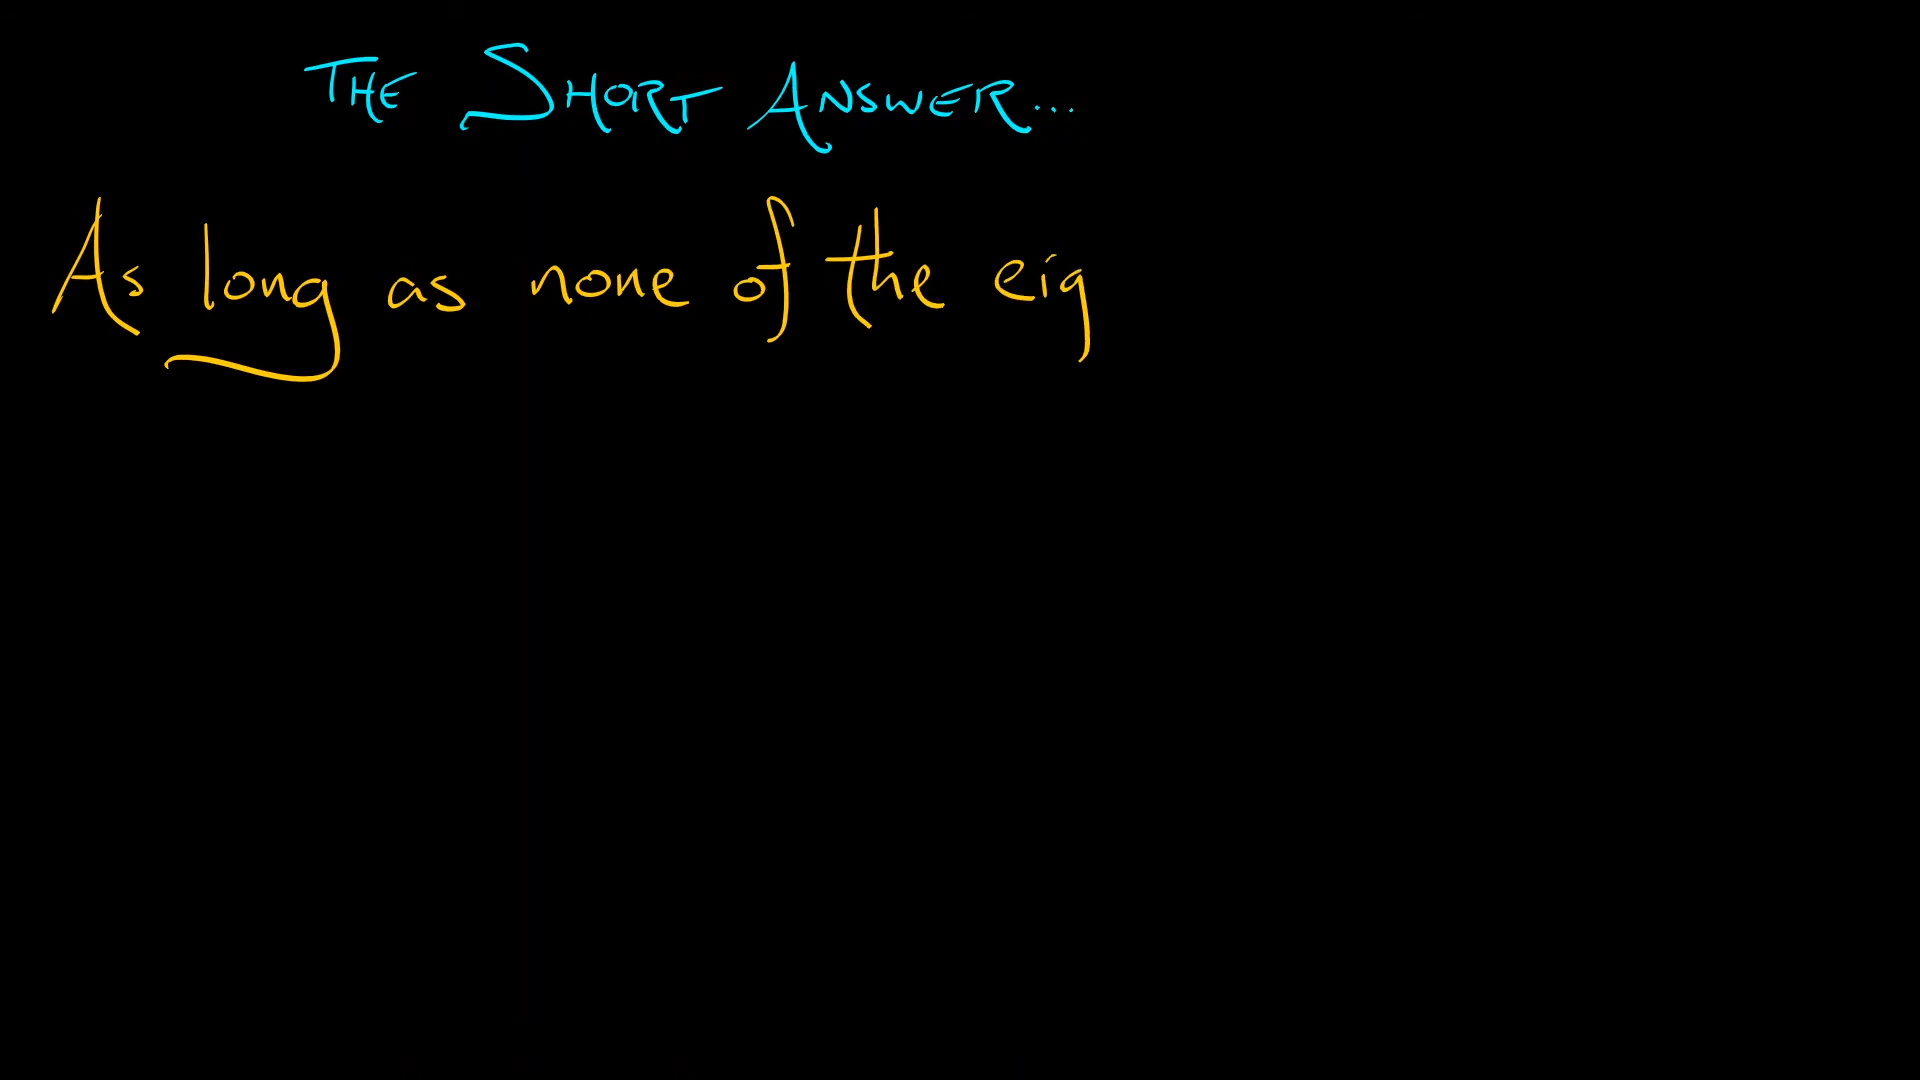 THE SHORT ANSWER...
As long as none of the eig